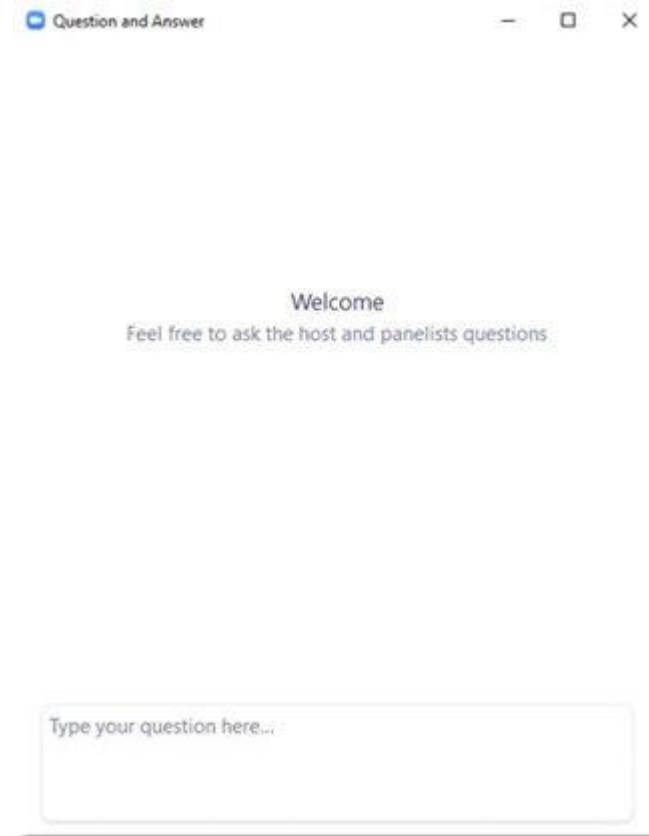 Question and Answer
Welcome
Feel free to ask the host and panelists questions
Type your question here...